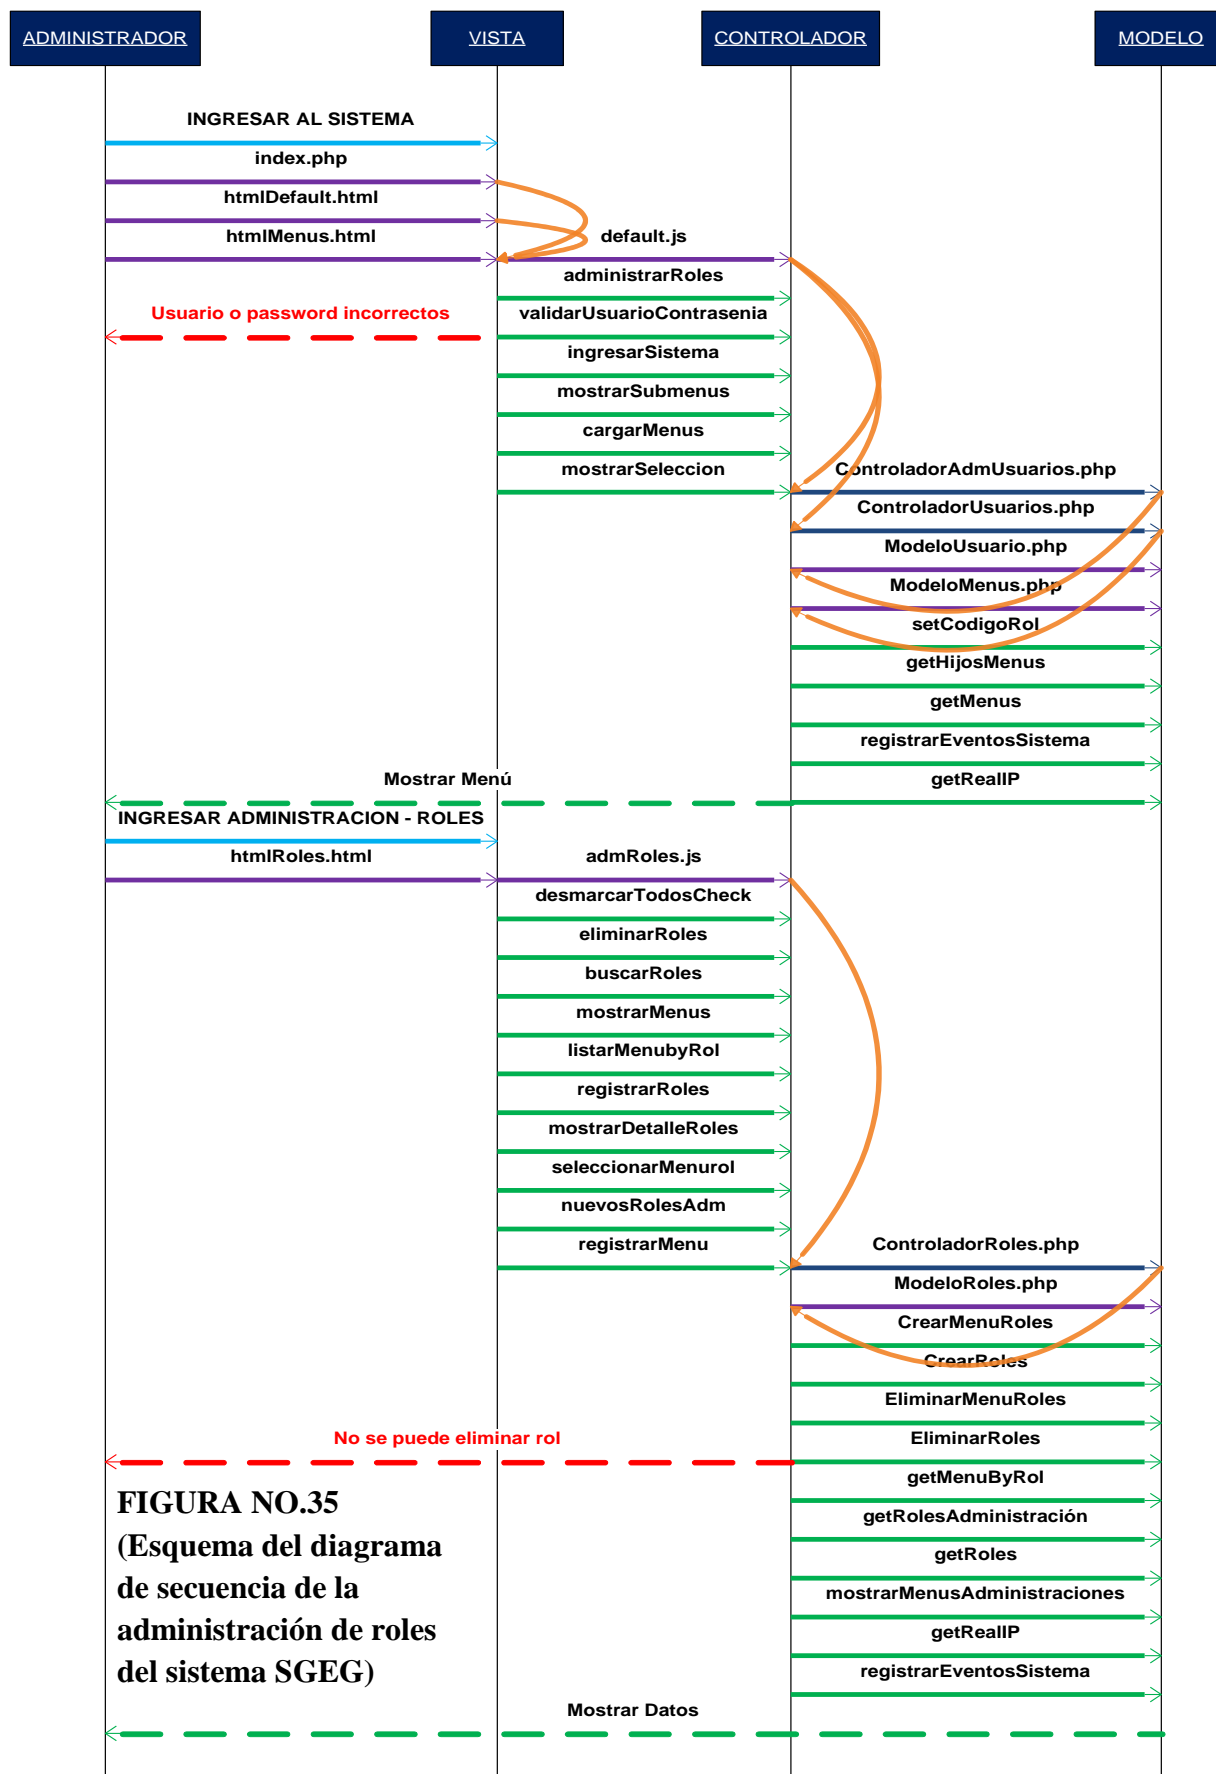 ADMINISTRADOR
VISTA
CONTROLADOR
MODELO
INGRESAR AL SISTEMA
index.php
htmlDefault.html
htmlMenus.html
default.js
administrarRoles
Usuario o password incorrectos
validarUsuarioContrasenia
ingresarSistema
mostrarSubmenus
cargarMenus
mostrarSeleccion
ControladorAdmUsuarios.php
ControladorUsuarios.php
ModeloUsuario.php
ModeloMenus.php
setCodigoRol
getHijosMenus
getMenus
registrarEventosSistema
Mostrar Menú
getRealIP
INGRESAR ADMINISTRACION - ROLES
htmlRoles.html
admRoles.js
desmarcarTodosCheck
eliminarRoles
buscarRoles
mostrarMenus
listarMenubyRol
registrarRoles
mostrarDetalleRoles
seleccionarMenurol
nuevosRolesAdm
registrarMenu
ControladorRoles.php
ModeloRoles.php
CrearMenuRoles
CrearRoles
EliminarMenuRoles
No se puede eliminar rol
EliminarRoles
getMenuByRol
getRolesAdministración
getRoles
mostrarMenusAdministraciones
getRealIP
registrarEventosSistema
FIGURA NO.35
(Esquema del diagrama
de secuencia de la
administración de roles
del sistema SGEG)
Mostrar Datos